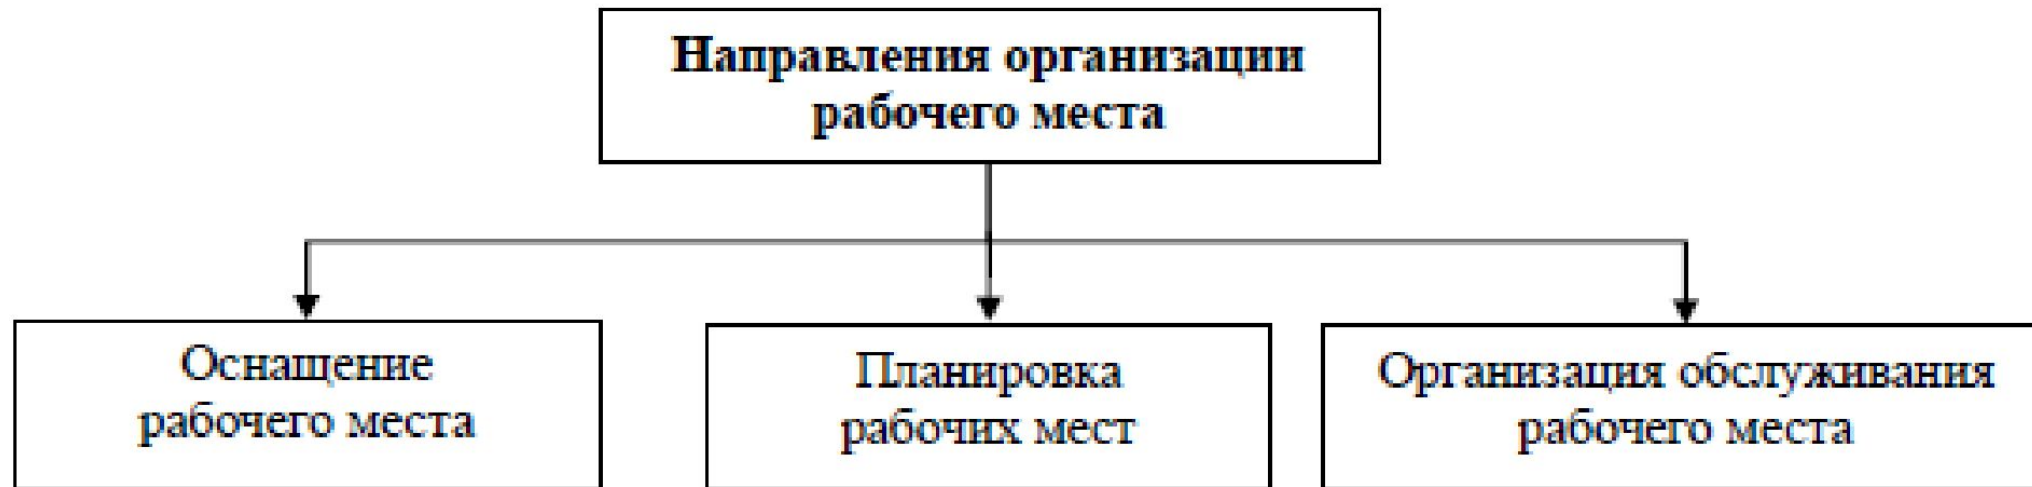 Направления организации
рабочего места
Оснащение
рабочего места
Планировка
рабочих мест
Организация обслуживания
рабочего места